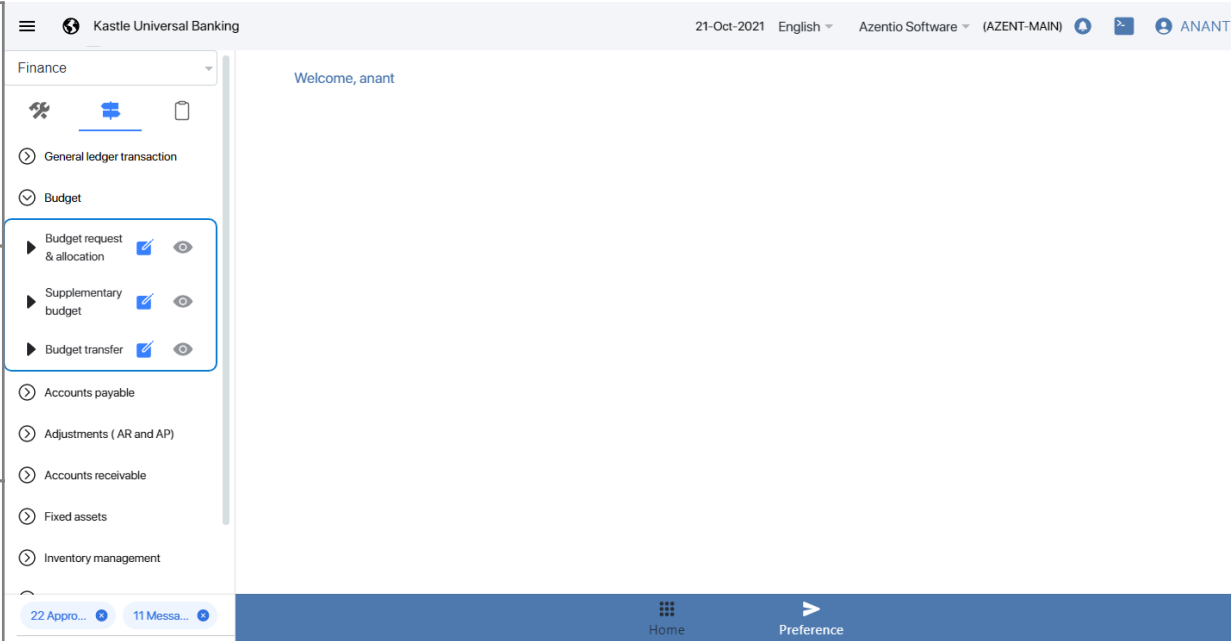 Kastle Universal Banking
21-Oct-2021 English Azentio Software (AZENT-MAIN) ANANT
Finance
Welcome, anant
General ledger transaction
Budget
Budget request
& allocation
Supplementary
budget
Budget transfer
Accounts payable
Adjustments ( AR and AP)
Accounts receivable
Fixed assets
Inventory management
22 Appro... 11 Messa...
Home Preference